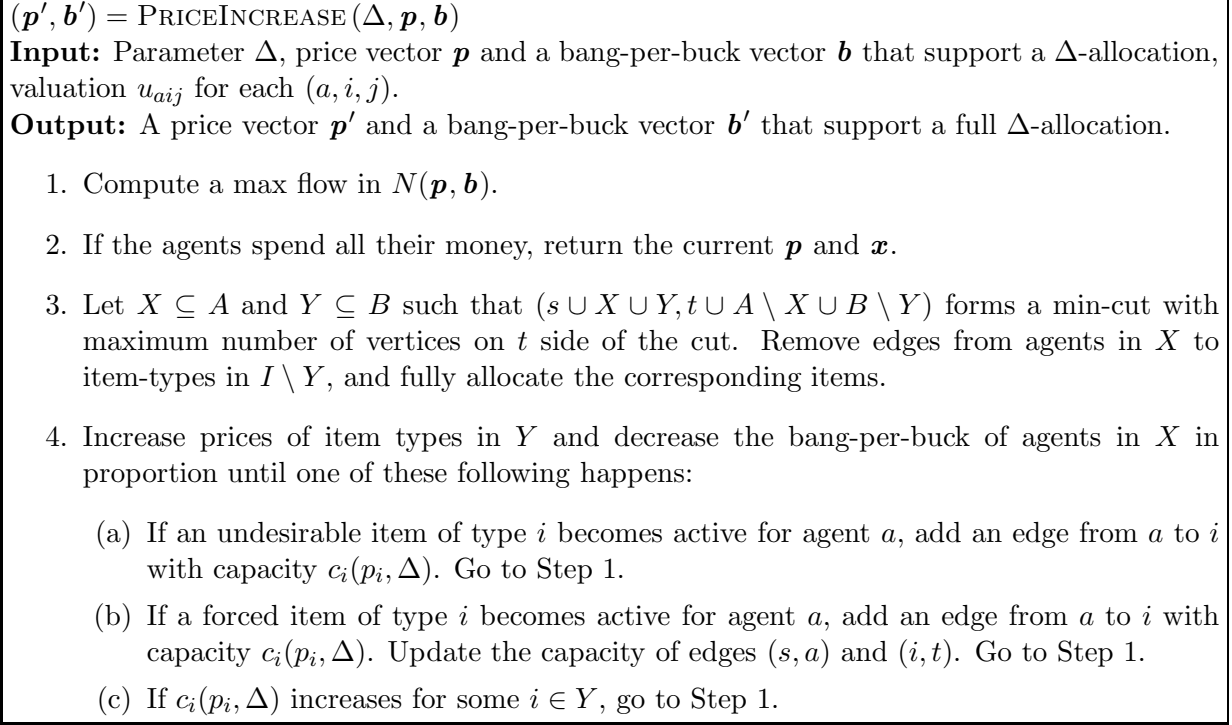 (p′, b′) = PRICEINCREASE (Δ, p, b)
Input: Parameter Δ, price vector p and a bang-per-buck vector b that support a Δ-allocation,
valuation u_{aij} for each (a, i, j).
Output: A price vector p′ and a bang-per-buck vector b′ that support a full Δ-allocation.
1. Compute a max flow in N(p, b).
2. If the agents spend all their money, return the current p and x.
3. Let X ⊆ A and Y ⊆ B such that (s ∪ X ∪ Y, t ∪ A \ X ∪ B \ Y) forms a min-cut with
maximum number of vertices on t side of the cut. Remove edges from agents in X to
item-types in I \ Y, and fully allocate the corresponding items.
4. Increase prices of item types in Y and decrease the bang-per-buck of agents in X in
proportion until one of these following happens:
(a) If an undesirable item of type i becomes active for agent a, add an edge from a to i
with capacity c_i(p_i, Δ). Go to Step 1.
(b) If a forced item of type i becomes active for agent a, add an edge from a to i with
capacity c_i(p_i, Δ). Update the capacity of edges (s, a) and (i, t). Go to Step 1.
(c) If c_i(p_i, Δ) increases for some i ∈ Y, go to Step 1.